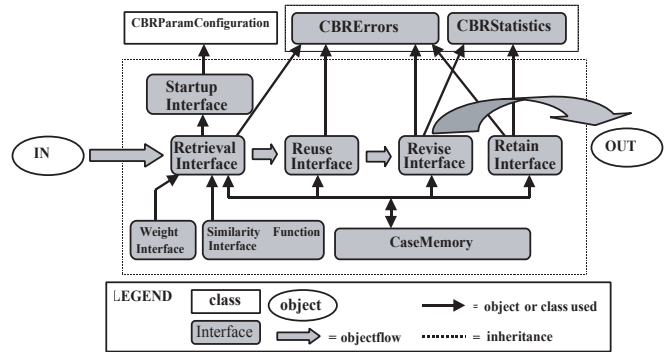 CBRParamConfiguration
CBRErrors
CBRStatistics
Startup
Interface
IN
Retrieval
Interface
Reuse
Interface
Revise
Interface
Retain
Interface
OUT
Weight
Interface
Similarity Function
Interface
CaseMemory
LEGEND
class
object
= object or class used
Interface
= objectflow
= inheritance